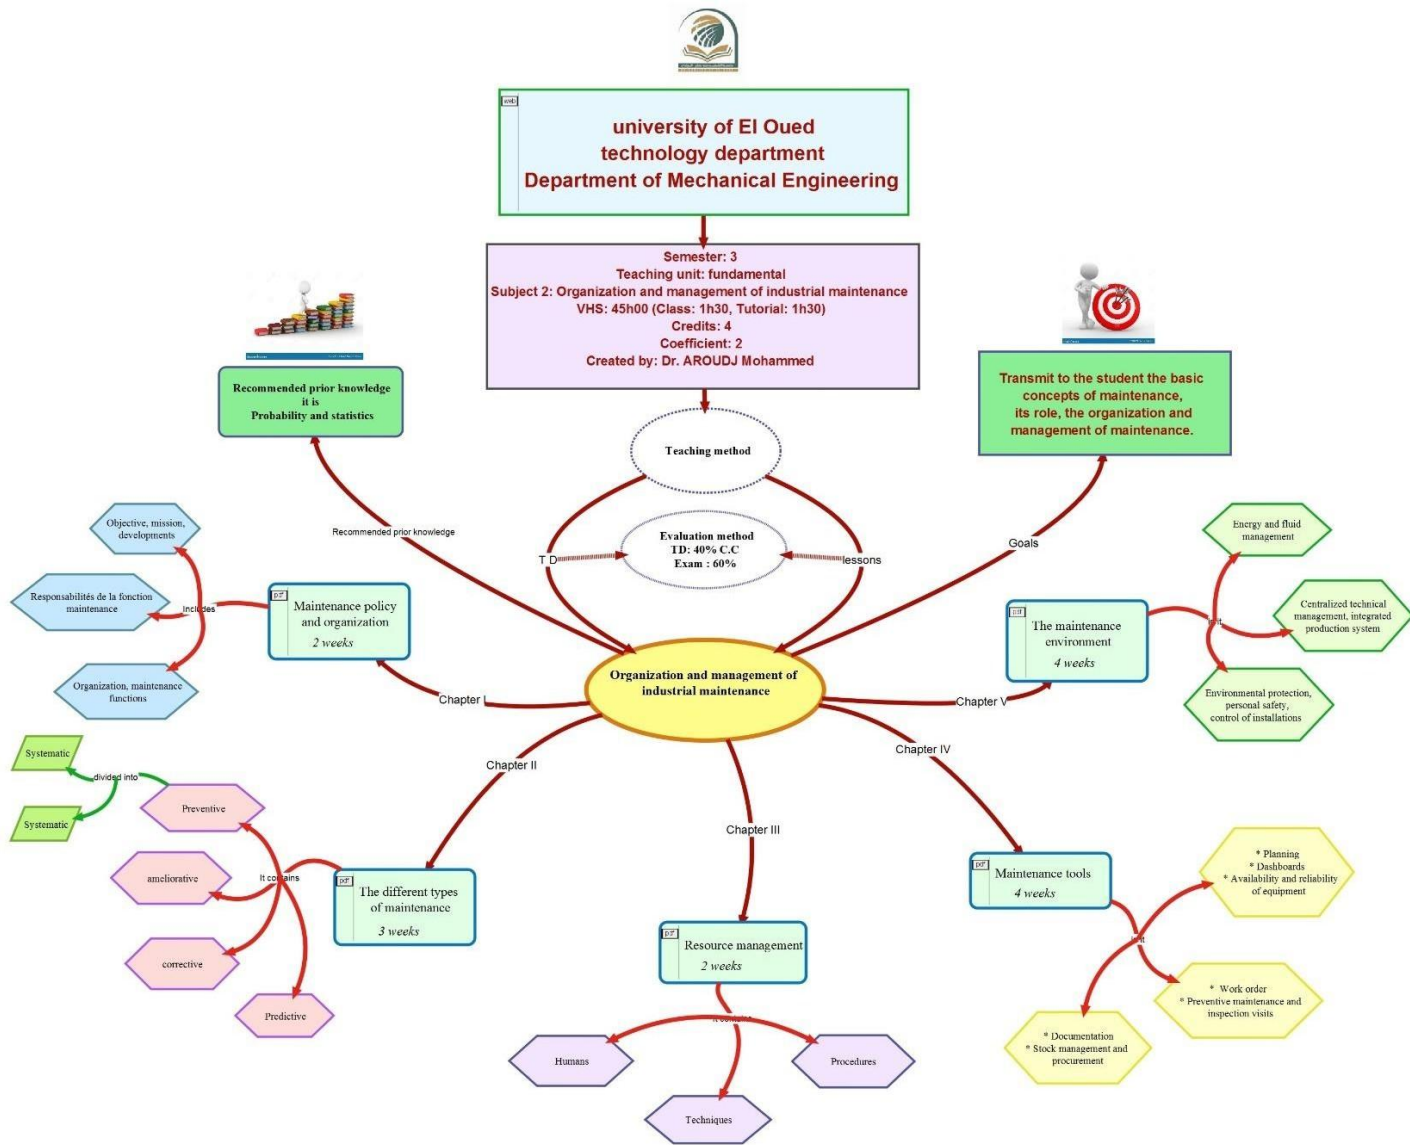 web
university of El Oued
technology department
Department of Mechanical Engineering
Semester: 3
Teaching unit: fundamental
Subject 2: Organization and management of industrial maintenance
VHS: 45h00 (Class: 1h30, Tutorial: 1h30)
Credits: 4
Coefficient: 2
Created by: Dr. AROUDJ Mohammed
Recommended prior knowledge
it is
Probability and statistics
Transmit to the student the basic
concepts of maintenance,
its role, the organization and
management of maintenance.
Teaching method
Evaluation method
TD: 40% C.C
Exam : 60%
T D
lessons
Recommended prior knowledge
Goals
Organization and management of
industrial maintenance
Chapter I
pdf
Maintenance policy
and organization
2 weeks
Includes
Objective, mission,
developments
Responsabilités de la fonction
maintenance
Organization, maintenance
functions
Chapter II
pdf
The different types
of maintenance
3 weeks
It contains
Preventive
divided into
Systematic
Systematic
ameliorative
corrective
Predictive
Chapter III
pdf
Resource management
2 weeks
It contains
Humans
Techniques
Procedures
Chapter IV
pdf
Maintenance tools
4 weeks
* Planning
* Dashboards
* Availability and reliability
of equipment
* Work order
* Preventive maintenance and
inspection visits
* Documentation
* Stock management and
procurement
Chapter V
pdf
The maintenance
environment
4 weeks
Energy and fluid
management
Centralized technical
management, integrated
production system
Environmental protection,
personal safety,
control of installations